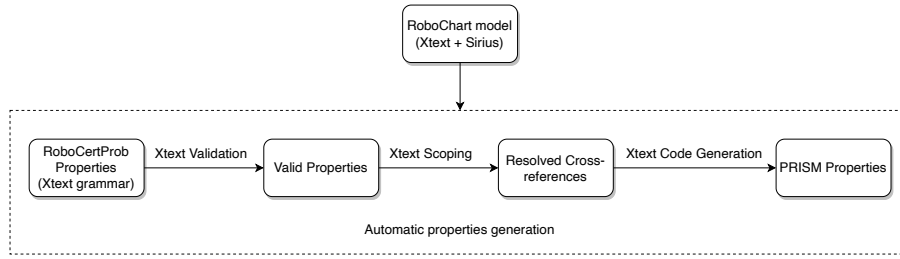 RoboChart model
(Xtext + Sirius)
RoboCertProb
Properties
(Xtext grammar)
Xtext Validation
Valid Properties
Xtext Scoping
Resolved Cross-
references
Xtext Code Generation
PRISM Properties
Automatic properties generation